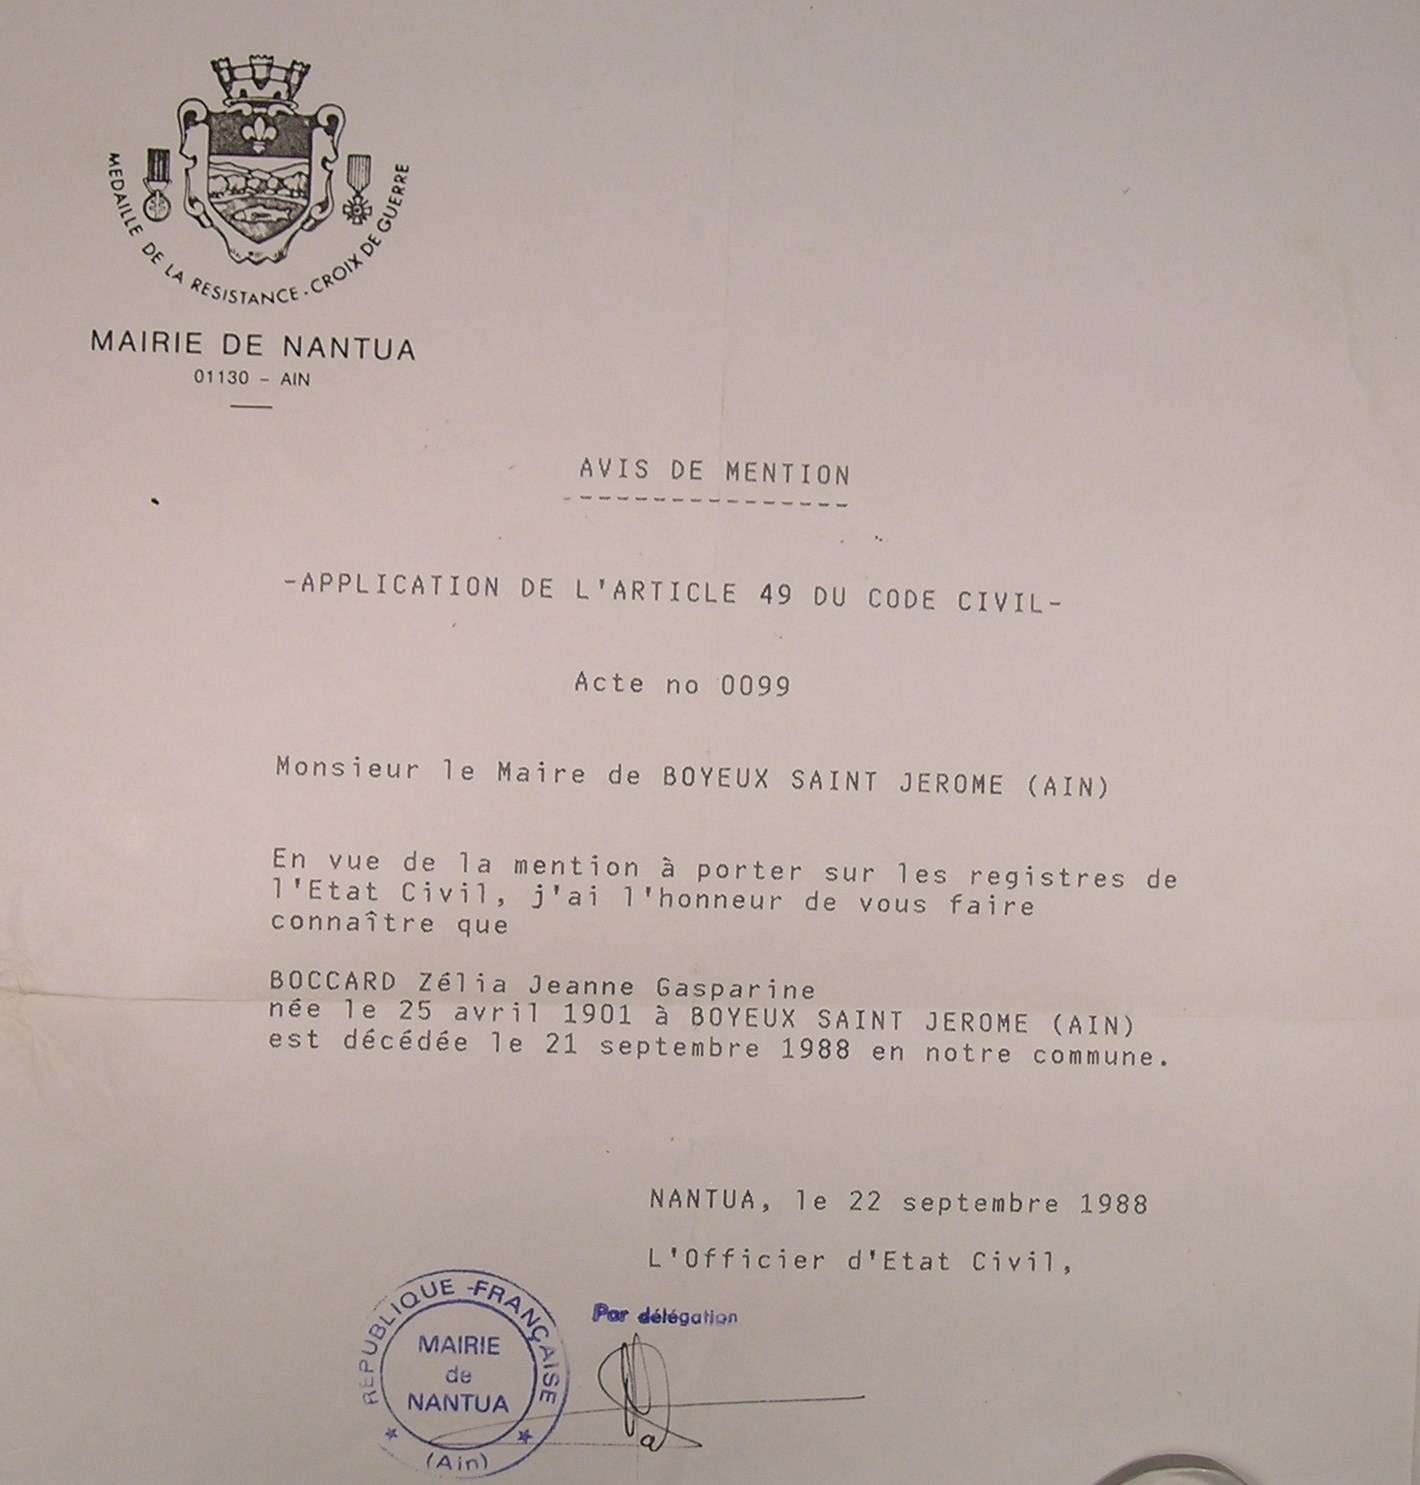 MEDAILLE DE LA RESISTANCE - CROIX DE GUERRE
MAIRIE DE NANTUA
01130 – AIN
AVIS DE MENTION
-APPLICATION DE L'ARTICLE 49 DU CODE CIVIL-
Acte no 0099
Monsieur le Maire de BOYEUX SAINT JEROME (AIN)
En vue de la mention à porter sur les registres de
l'Etat Civil, j'ai l'honneur de vous faire
connaître que
BOCCARD Zélia Jeanne Gasparine
née le 25 avril 1901 à BOYEUX SAINT JEROME (AIN)
est décédée le 21 septembre 1988 en notre commune.
NANTUA, le 22 septembre 1988
L'Officier d'Etat Civil,
Par délégation
REPUBLIQUE-FRANÇAISE
MAIRIE
de
NANTUA
(Ain)